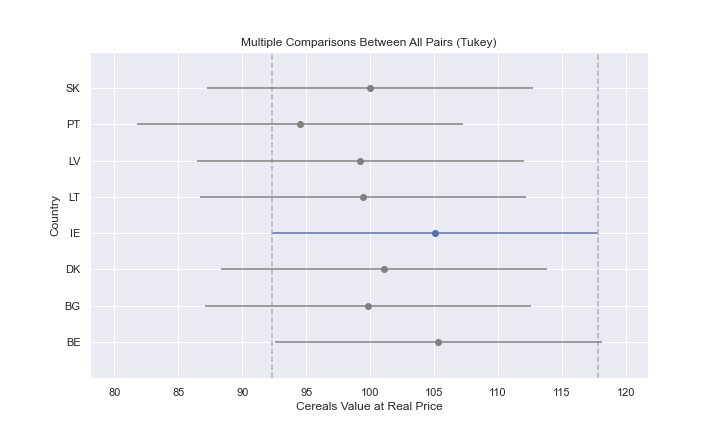 Multiple Comparisons Between All Pairs (Tukey)
SK
PT
LV
LT
IE
DK
BG
BE
Country
80 85 90 95 100 105 110 115 120
Cereals Value at Real Price